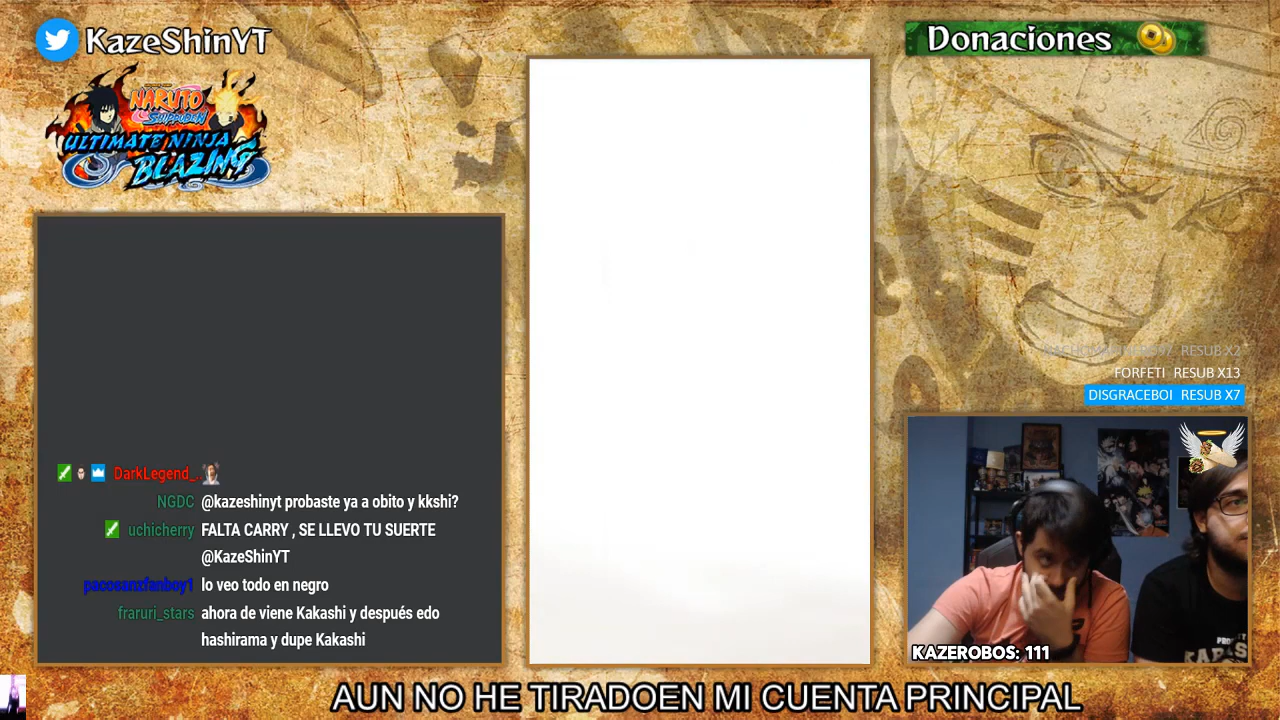 KazeShinYT
Donaciones
NARUTO
SHIPPUDEN
ULTIMATE NINJA
BLAZING
RESUB X2
FORFETI RESUB X13
DISGRACEBOI RESUB X7
DarkLegend_..
NGDC @kazeshinyt probaste ya a obito y kkshi?
uchicherry FALTA CARRY , SE LLEVO TU SUERTE
@KazeShinYT
pacosanzfanboy1 lo veo todo en negro
fraruri_stars ahora de viene Kakashi y después edo
hashirama y dupe Kakashi
KAZEROBOS: 111
AUN NO HE TIRADOEN MI CUENTA PRINCIPAL